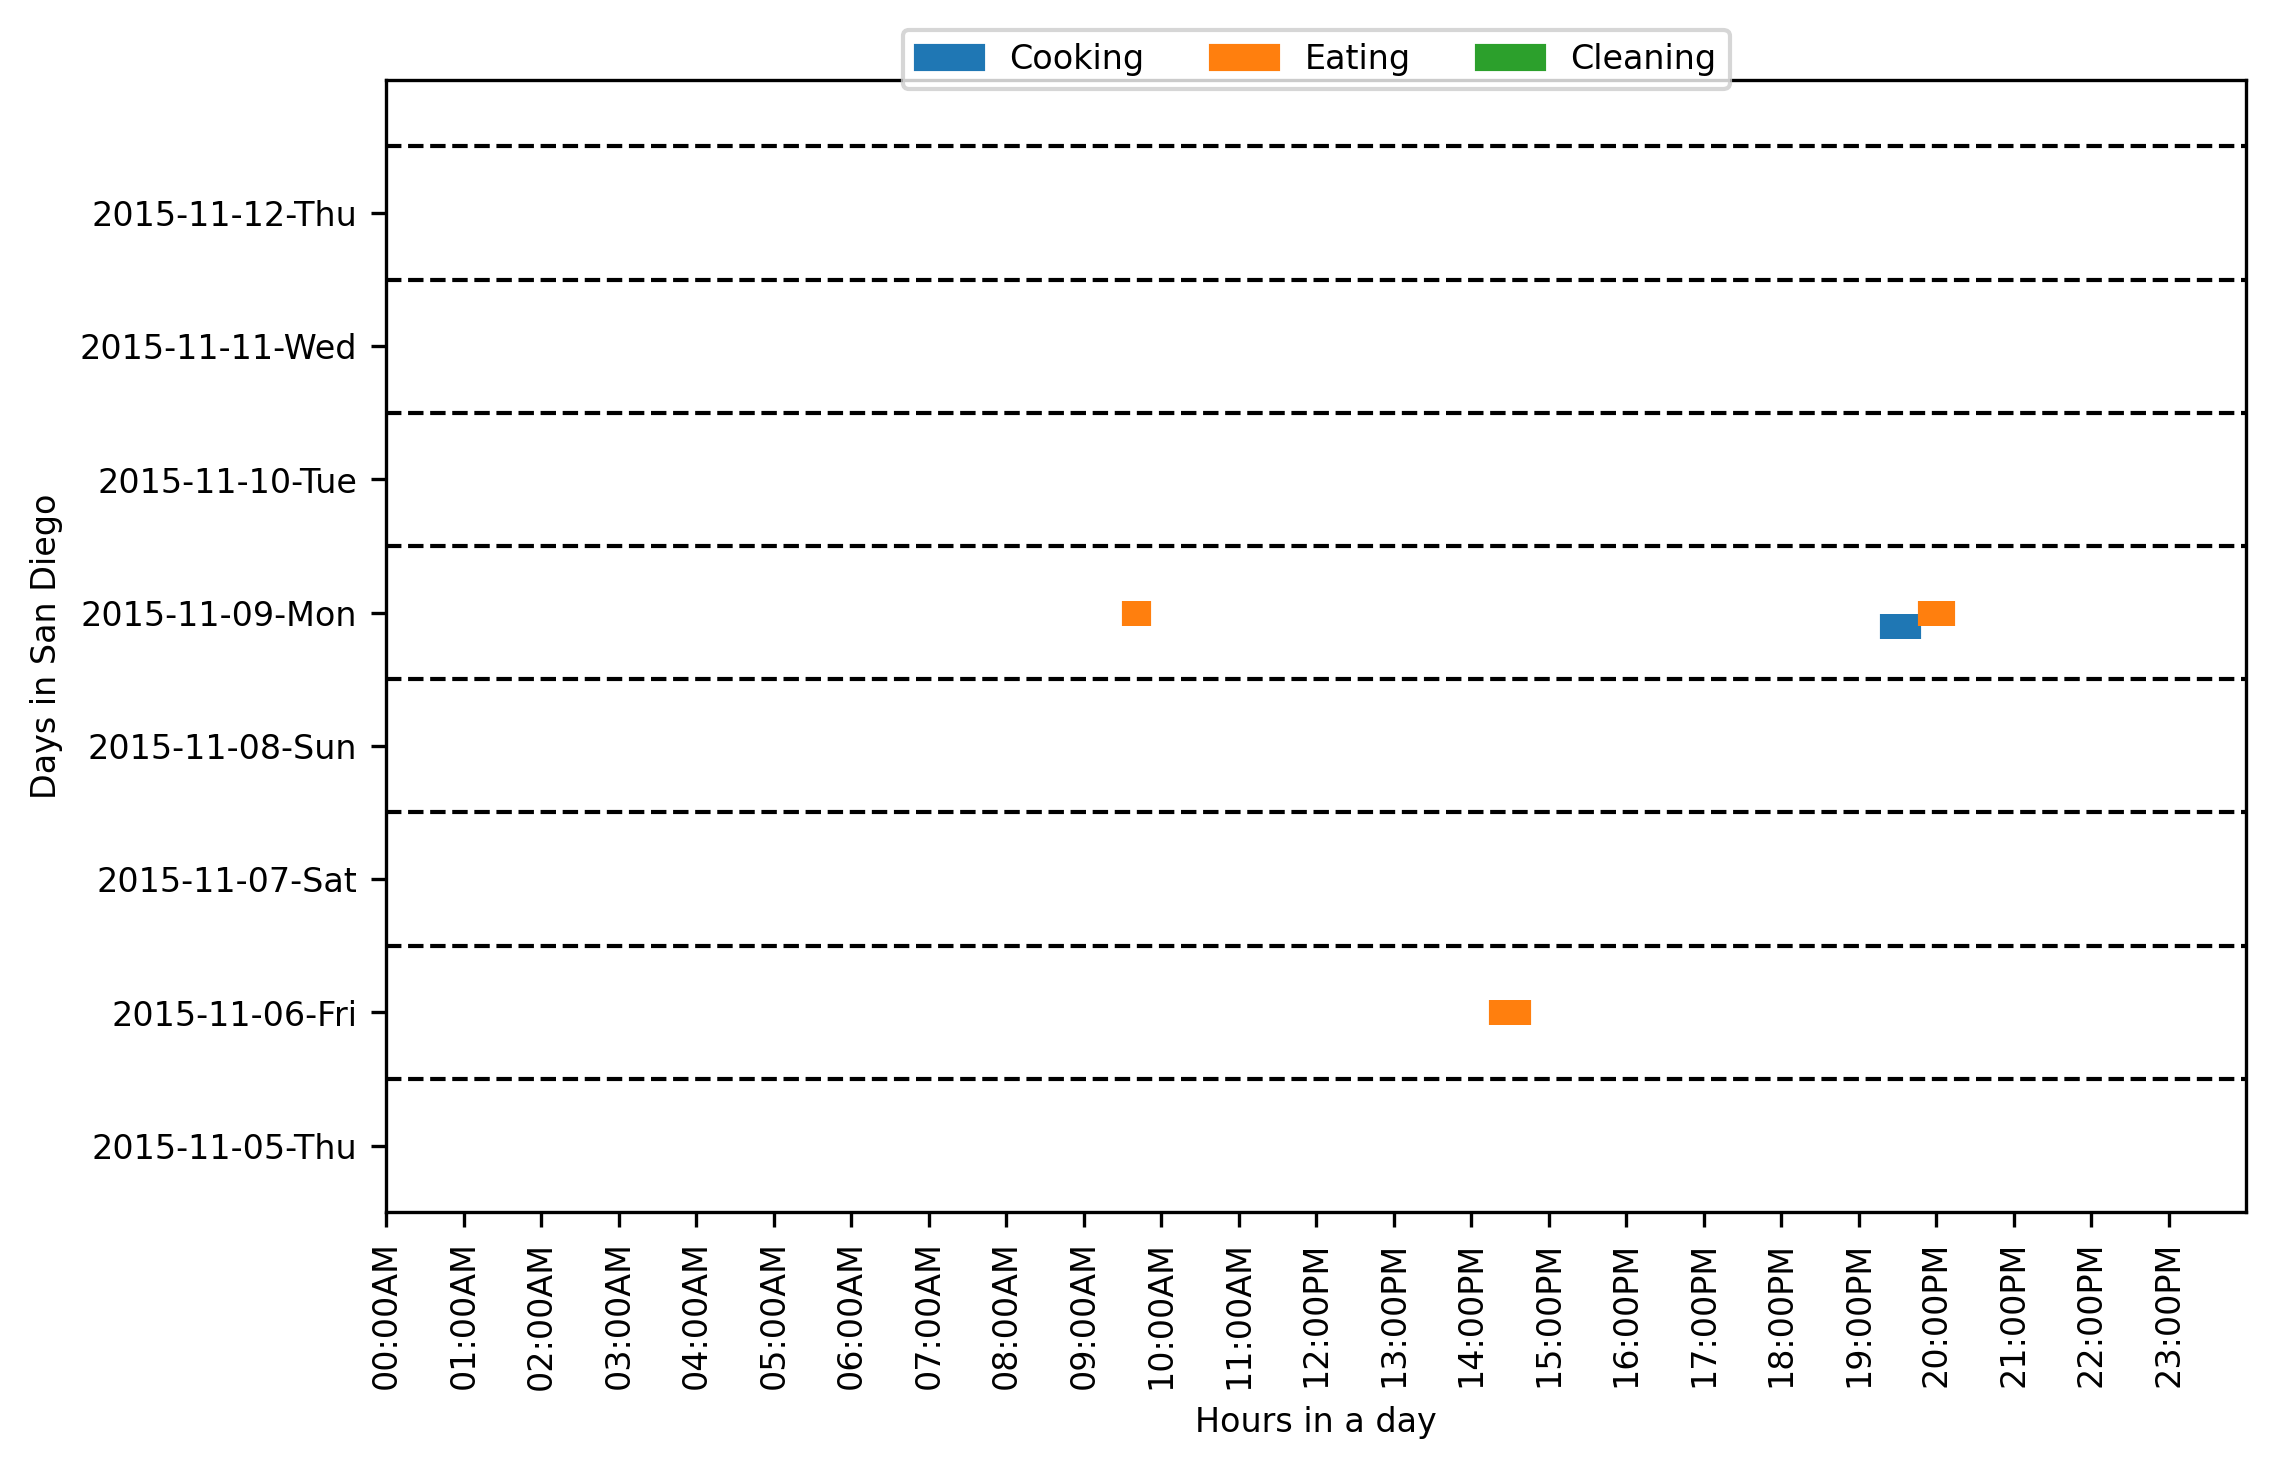 Cooking Eating Cleaning
Days in San Diego
2015-11-12-Thu
2015-11-11-Wed
2015-11-10-Tue
2015-11-09-Mon
2015-11-08-Sun
2015-11-07-Sat
2015-11-06-Fri
2015-11-05-Thu
00:00AM
01:00AM
02:00AM
03:00AM
04:00AM
05:00AM
06:00AM
07:00AM
08:00AM
09:00AM
10:00AM
11:00AM
12:00PM
13:00PM
14:00PM
15:00PM
16:00PM
17:00PM
18:00PM
19:00PM
20:00PM
21:00PM
22:00PM
23:00PM
Hours in a day